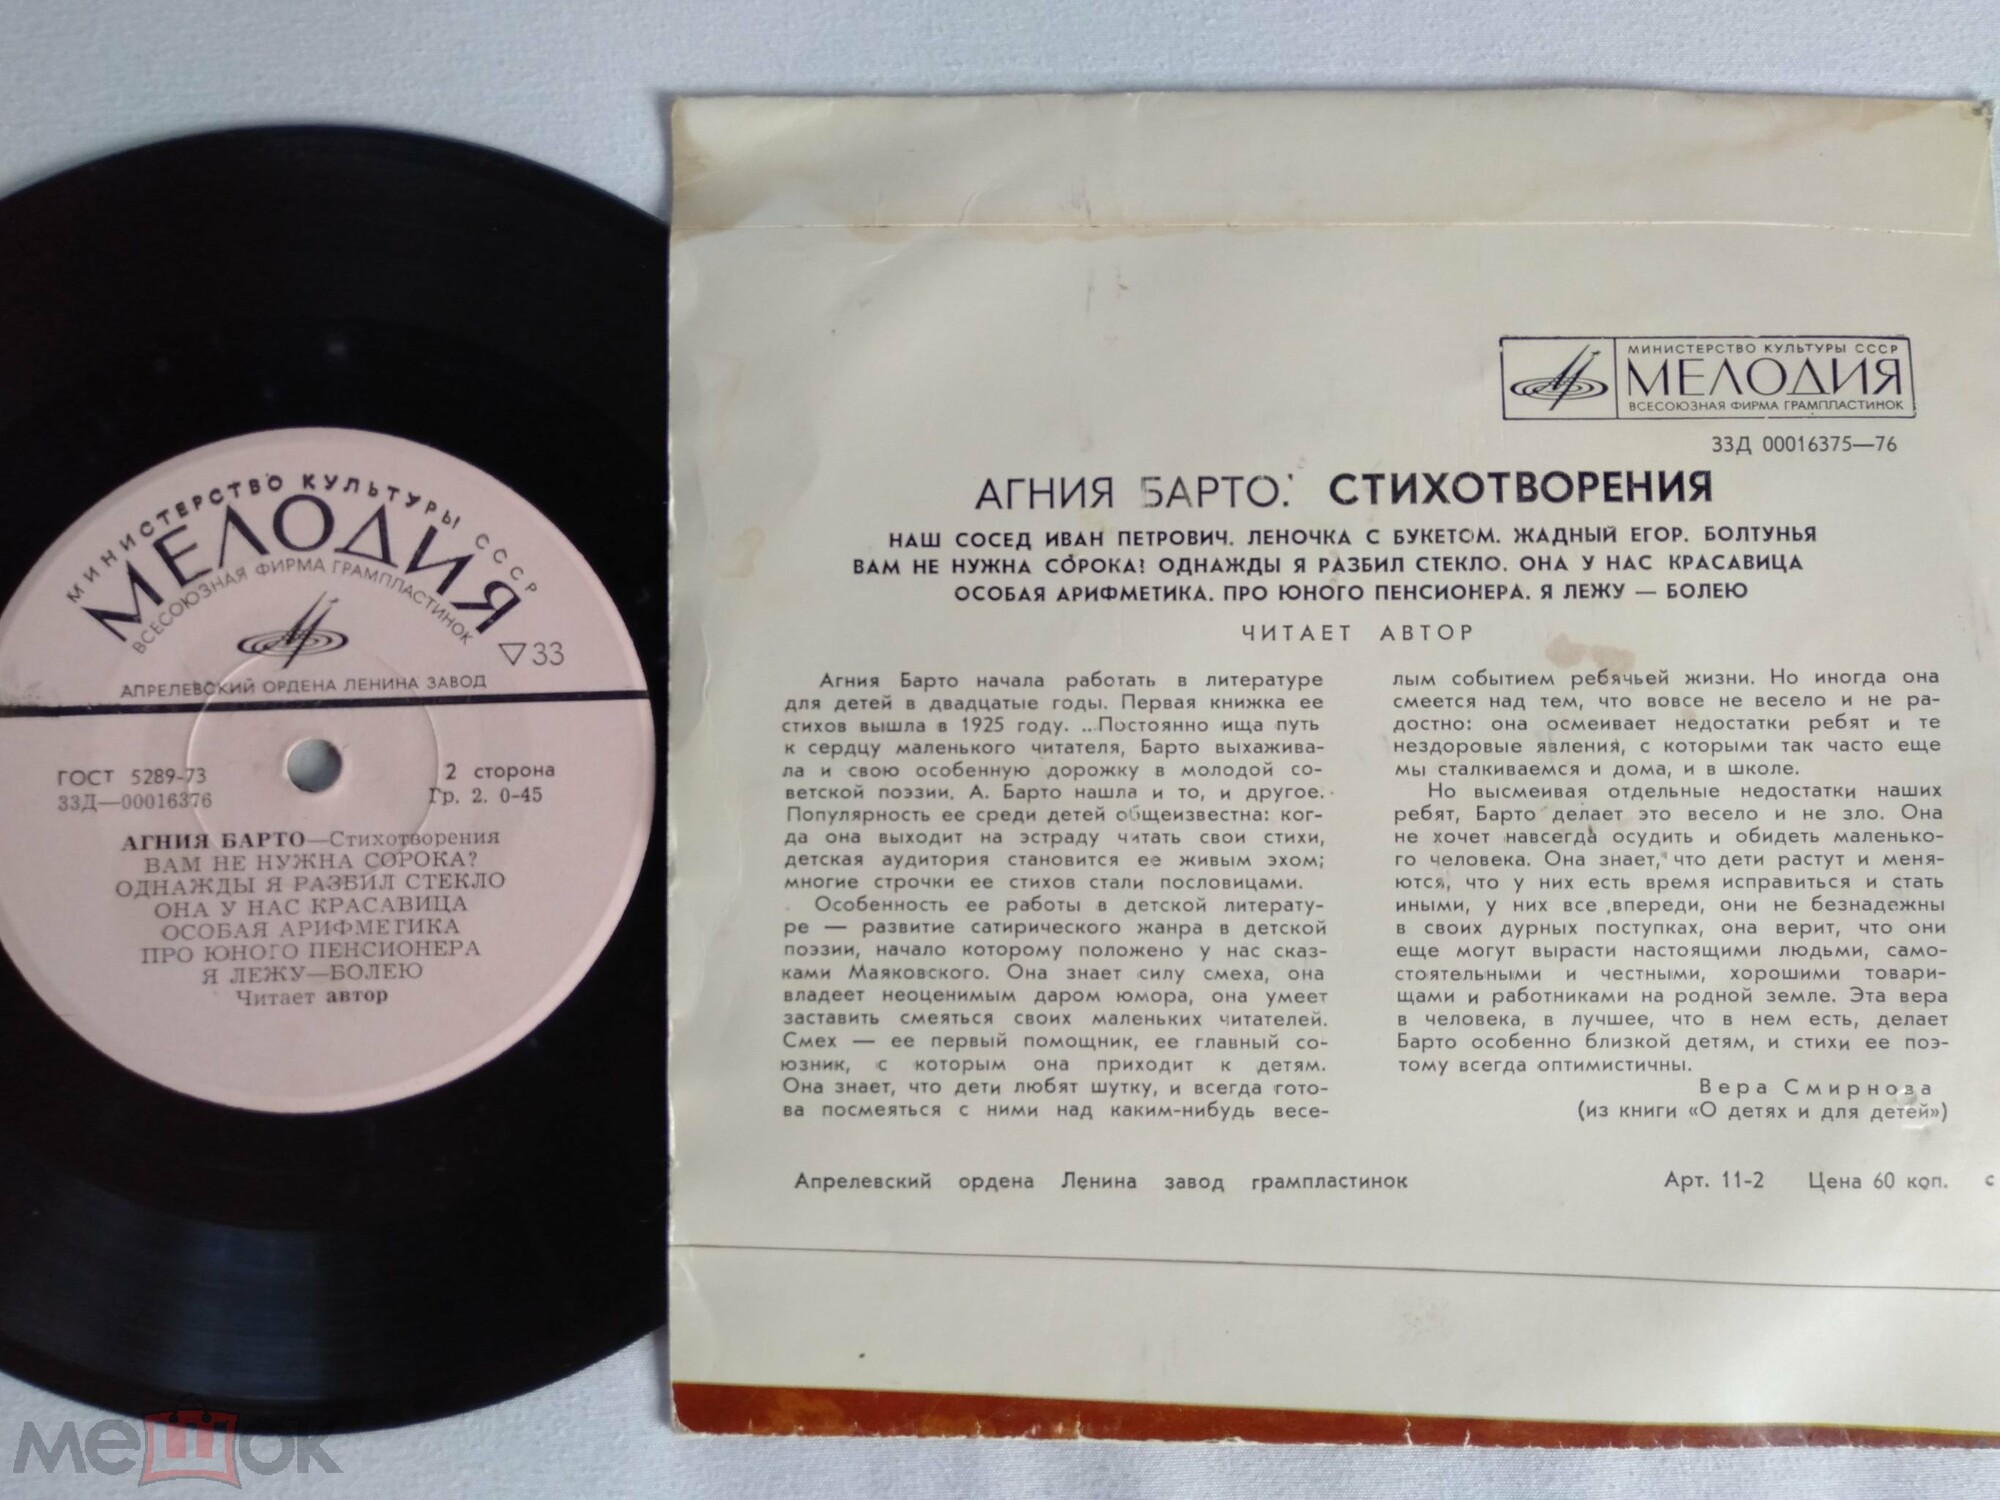 МИНИСТЕРСТВО КУЛЬТУРЫ СССР
МЕЛОДИЯ
ВСЕСОЮЗНАЯ ФИРМА ГРАМПЛАСТИНОК
▽33
АПРЕЛЕВСКИЙ ОРДЕНА ЛЕНИНА ЗАВОД
ГОСТ 5289-73
33Д—00016376
2 сторона
Гр. 2. 0-45
АГНИЯ БАРТО—Стихотворения
ВАМ НЕ НУЖНА СОРОКА?
ОДНАЖДЫ Я РАЗБИЛ СТЕКЛО
ОНА У НАС КРАСАВИЦА
ОСОБАЯ АРИФМЕТИКА
ПРО ЮНОГО ПЕНСИОНЕРА
Я ЛЕЖУ—БОЛЕЮ
Читает автор
МИНИСТЕРСТВО КУЛЬТУРЫ СССР
МЕЛОДИЯ
ВСЕСОЮЗНАЯ ФИРМА ГРАМПЛАСТИНОК
33Д 00016375—76
АГНИЯ БАРТО: СТИХОТВОРЕНИЯ
НАШ СОСЕД ИВАН ПЕТРОВИЧ. ЛЕНОЧКА С БУКЕТОМ. ЖАДНЫЙ ЕГОР. БОЛТУНЬЯ
ВАМ НЕ НУЖНА СОРОКА? ОДНАЖДЫ Я РАЗБИЛ СТЕКЛО. ОНА У НАС КРАСАВИЦА
ОСОБАЯ АРИФМЕТИКА. ПРО ЮНОГО ПЕНСИОНЕРА. Я ЛЕЖУ — БОЛЕЮ
ЧИТАЕТ АВТОР
Агния Барто начала работать в литературе
для детей в двадцатые годы. Первая книжка ее
стихов вышла в 1925 году. ...Постоянно ища путь
к сердцу маленького читателя, Барто выхажива-
ла и свою особенную дорожку в молодой со-
ветской поэзии. А. Барто нашла и то, и другое.
Популярность ее среди детей общеизвестна: ког-
да она выходит на эстраду читать свои стихи,
детская аудитория становится ее живым эхом;
многие строчки ее стихов стали пословицами.
Особенность ее работы в детской литерату-
ре — развитие сатирического жанра в детской
поэзии, начало которому положено у нас сказ-
ками Маяковского. Она знает силу смеха, она
владеет неоценимым даром юмора, она умеет
заставить смеяться своих маленьких читателей.
Смех — ее первый помощник, ее главный со-
юзник, с которым она приходит к детям.
Она знает, что дети любят шутку, и всегда гото-
ва посмеяться с ними над каким-нибудь весе-
лым событием ребячьей жизни. Но иногда она
смеется над тем, что вовсе не весело и не ра-
достно: она осмеивает недостатки ребят и те
нездоровые явления, с которыми так часто еще
мы сталкиваемся и дома, и в школе.
Но высмеивая отдельные недостатки наших
ребят, Барто делает это весело и не зло. Она
не хочет навсегда осудить и обидеть маленько-
го человека. Она знает, что дети растут и меня-
ются, что у них есть время исправиться и стать
иными, у них все впереди, они не безнадежны
в своих дурных поступках, она верит, что они
еще могут вырасти настоящими людьми, само-
стоятельными и честными, хорошими товари-
щами и работниками на родной земле. Эта вера
в человека, в лучшее, что в нем есть, делает
Барто особенно близкой детям, и стихи ее поэ-
тому всегда оптимистичны.
Вера Смирнова
(из книги «О детях и для детей»)
Апрелевский ордена Ленина завод грампластинок
Арт. 11-2 Цена 60 коп. с
мешок